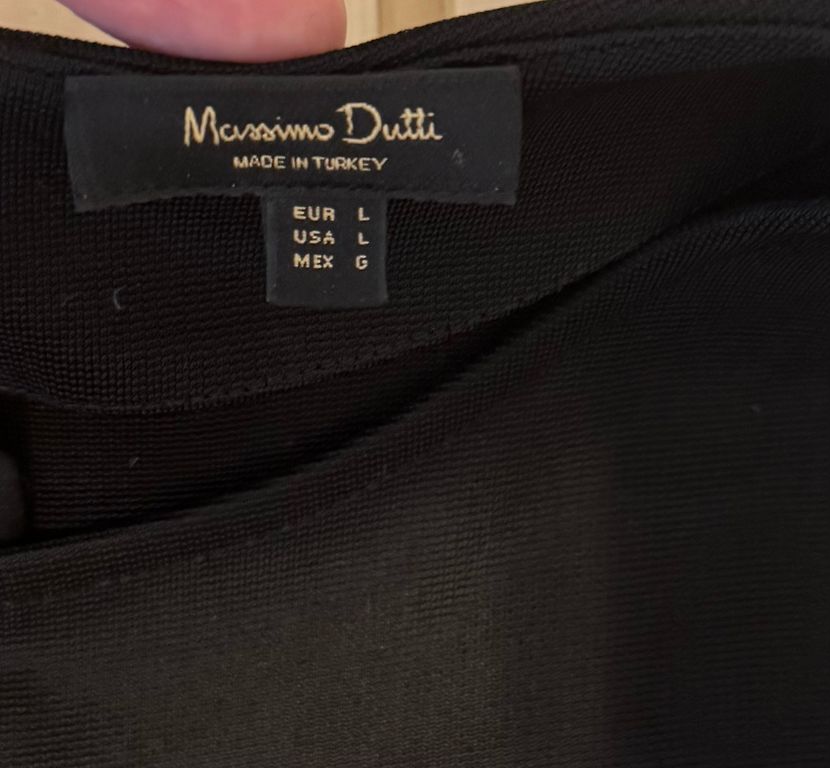 Massimo Dutti
MADE IN TURKEY
EUR L
USA L
MEX G